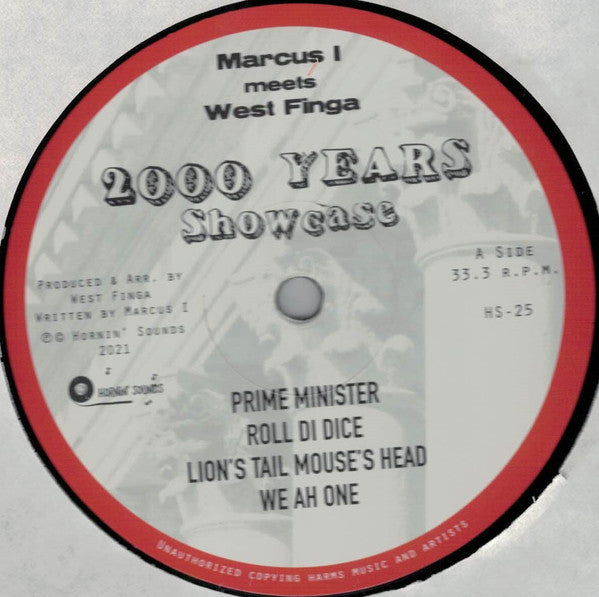 Marcus I
meets
West Finga
2000 YEARS
Showcase
A SIDE
33.3 R.P.M.
HS-25
PRODUCED & ARR. BY
WEST FINGA
WRITTEN BY MARCUS I
℗© HORNIN' SOUNDS
2021
HORNIN' SOUNDS
PRIME MINISTER
ROLL DI DICE
LION'S TAIL MOUSE'S HEAD
WE AH ONE
UNAUTHORIZED COPYING HARMS MUSIC AND ARTISTS